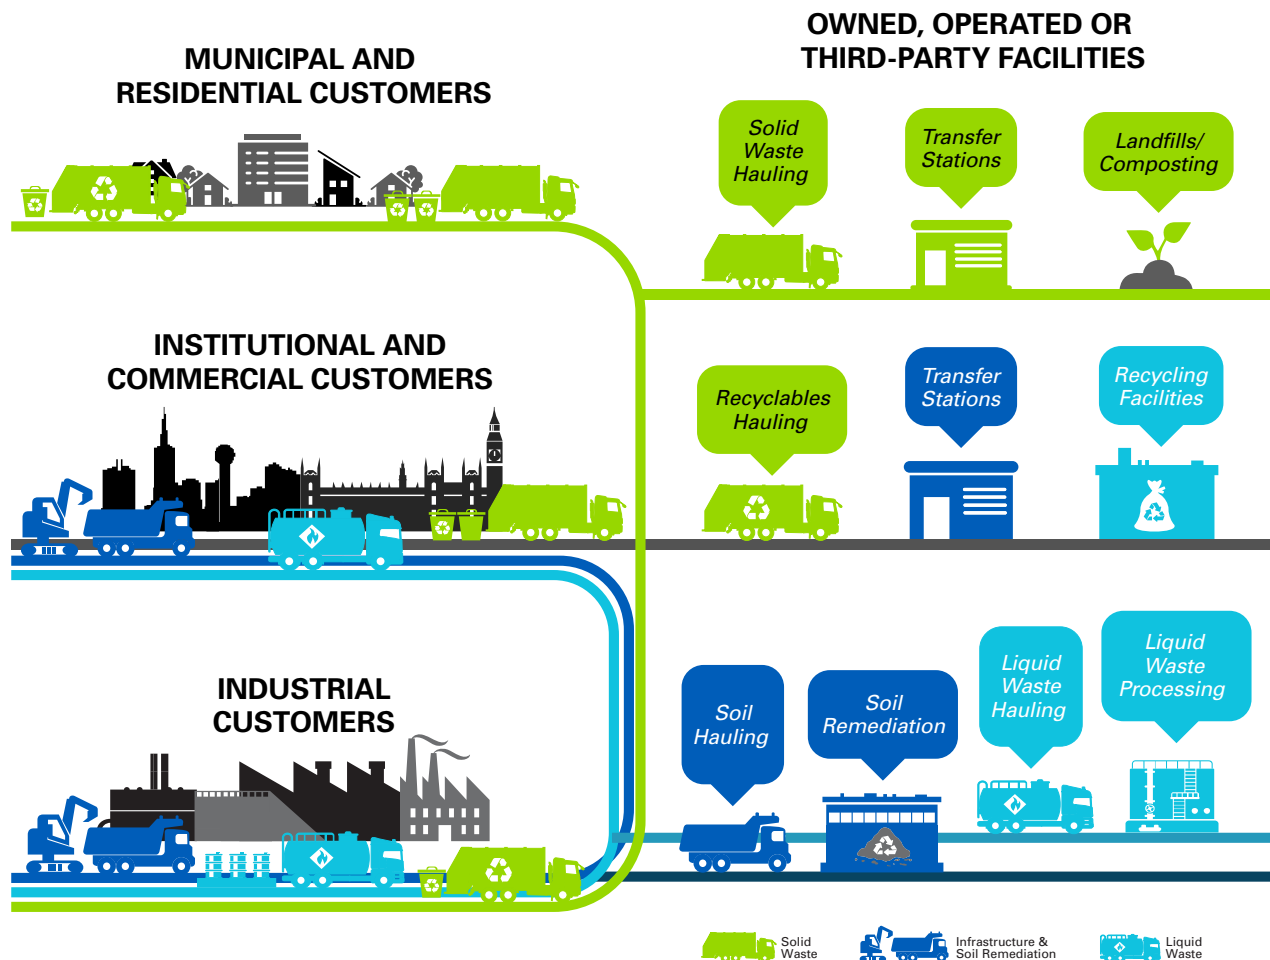 MUNICIPAL AND
RESIDENTIAL CUSTOMERS
OWNED, OPERATED OR
THIRD-PARTY FACILITIES
Solid
Waste
Hauling
Transfer
Stations
Landfills/
Composting
INSTITUTIONAL AND
COMMERCIAL CUSTOMERS
Recyclables
Hauling
Transfer
Stations
Recycling
Facilities
INDUSTRIAL
CUSTOMERS
Soil
Hauling
Soil
Remediation
Liquid
Waste
Hauling
Liquid
Waste
Processing
Solid
Waste
Infrastructure &
Soil Remediation
Liquid
Waste